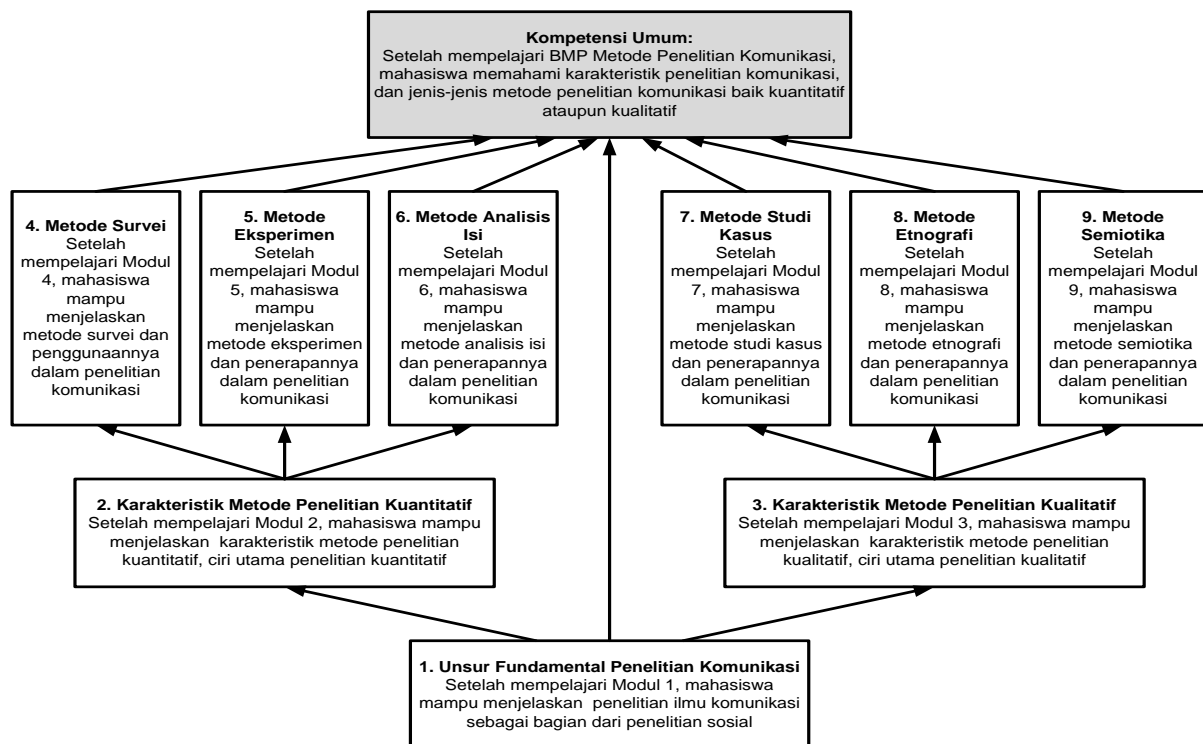 Kompetensi Umum:
Setelah mempelajari BMP Metode Penelitian Komunikasi,
mahasiswa memahami karakteristik penelitian komunikasi,
dan jenis-jenis metode penelitian komunikasi baik kuantitatif
ataupun kualitatif
4. Metode Survei
Setelah
mempelajari Modul
4, mahasiswa
mampu
menjelaskan
metode survei dan
penggunaannya
dalam penelitian
komunikasi
5. Metode
Eksperimen
Setelah
mempelajari Modul
5, mahasiswa
mampu
menjelaskan
metode eksperimen
dan penerapannya
dalam penelitian
komunikasi
6. Metode Analisis
Isi
Setelah
mempelajari Modul
6, mahasiswa
mampu
menjelaskan
metode analisis isi
dan penerapannya
dalam penelitian
komunikasi
7. Metode Studi
Kasus
Setelah
mempelajari Modul
7, mahasiswa
mampu
menjelaskan
metode studi kasus
dan penerapannya
dalam penelitian
komunikasi
8. Metode
Etnografi
Setelah
mempelajari Modul
8, mahasiswa
mampu
menjelaskan
metode etnografi
dan penerapannya
dalam penelitian
komunikasi
9. Metode
Semiotika
Setelah
mempelajari Modul
9, mahasiswa
mampu
menjelaskan
metode semiotika
dan penerapannya
dalam penelitian
komunikasi
2. Karakteristik Metode Penelitian Kuantitatif
Setelah mempelajari Modul 2, mahasiswa mampu
menjelaskan karakteristik metode penelitian
kuantitatif, ciri utama penelitian kuantitatif
3. Karakteristik Metode Penelitian Kualitatif
Setelah mempelajari Modul 3, mahasiswa mampu
menjelaskan karakteristik metode penelitian
kualitatif, ciri utama penelitian kualitatif
1. Unsur Fundamental Penelitian Komunikasi
Setelah mempelajari Modul 1, mahasiswa
mampu menjelaskan penelitian ilmu komunikasi
sebagai bagian dari penelitian sosial